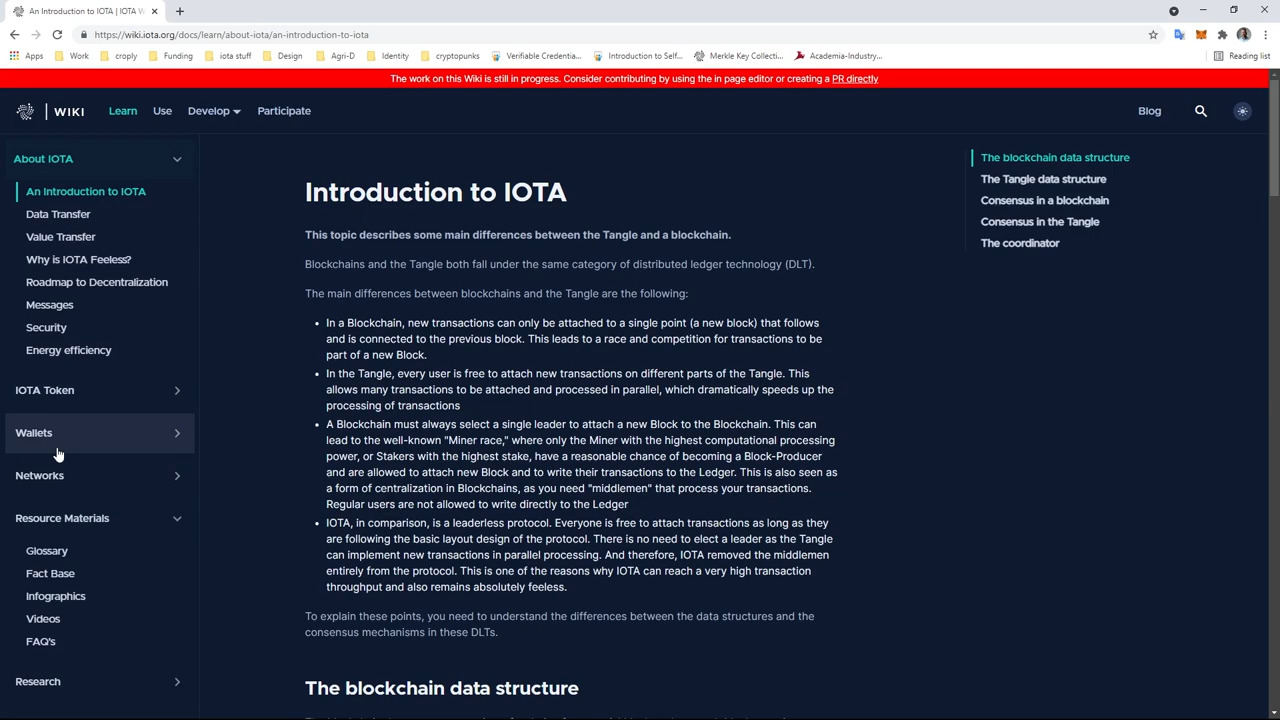 An Introduction to IOTA | IOTA W
https://wiki.iota.org/docs/learn/about-iota/an-introduction-to-iota
Apps Work croply Funding iota stuff Design Agri-D Identity cryptopunks Verifiable Credentia... Introduction to Self... Merkle Key Collecti... Academia-Industry... Reading list
The work on this Wiki is still in progress. Consider contributing by using the in page editor or creating a PR directly
WIKI Learn Use Develop Participate Blog
About IOTA
An Introduction to IOTA
Data Transfer
Value Transfer
Why is IOTA Feeless?
Roadmap to Decentralization
Messages
Security
Energy efficiency
IOTA Token
Wallets
Networks
Resource Materials
Glossary
Fact Base
Infographics
Videos
FAQ's
Research
Introduction to IOTA
This topic describes some main differences between the Tangle and a blockchain.
Blockchains and the Tangle both fall under the same category of distributed ledger technology (DLT).
The main differences between blockchains and the Tangle are the following:
• In a Blockchain, new transactions can only be attached to a single point (a new block) that follows
and is connected to the previous block. This leads to a race and competition for transactions to be
part of a new Block.
• In the Tangle, every user is free to attach new transactions on different parts of the Tangle. This
allows many transactions to be attached and processed in parallel, which dramatically speeds up the
processing of transactions
• A Blockchain must always select a single leader to attach a new Block to the Blockchain. This can
lead to the well-known "Miner race," where only the Miner with the highest computational processing
power, or Stakers with the highest stake, have a reasonable chance of becoming a Block-Producer
and are allowed to attach new Block and to write their transactions to the Ledger. This is also seen as
a form of centralization in Blockchains, as you need "middlemen" that process your transactions.
Regular users are not allowed to write directly to the Ledger
• IOTA, in comparison, is a leaderless protocol. Everyone is free to attach transactions as long as they
are following the basic layout design of the protocol. There is no need to elect a leader as the Tangle
can implement new transactions in parallel processing. And therefore, IOTA removed the middlemen
entirely from the protocol. This is one of the reasons why IOTA can reach a very high transaction
throughput and also remains absolutely feeless.
To explain these points, you need to understand the differences between the data structures and the
consensus mechanisms in these DLTs.
The blockchain data structure
The blockchain data structure
The Tangle data structure
Consensus in a blockchain
Consensus in the Tangle
The coordinator